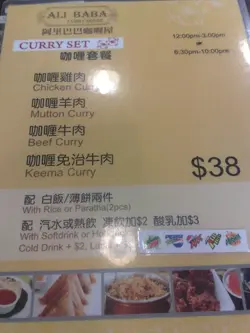 ALI BABA
CURRY HOUSE
阿里巴巴咖喱屋
CURRY SET
咖喱套餐
12:00pm-3:00pm
6:30pm-10:00pm
咖喱雞肉
Chicken Curry
咖喱羊肉
Mutton Curry
咖喱牛肉
Beef Curry
咖喱免治牛肉
Keema Curry
$38
配 白飯/薄餅兩件
With Rice or Paratha(2pcs)
配 汽水或熱飲 凍飲加$2 酸乳加$3
With Softdrink or
Cold Drink + $2,